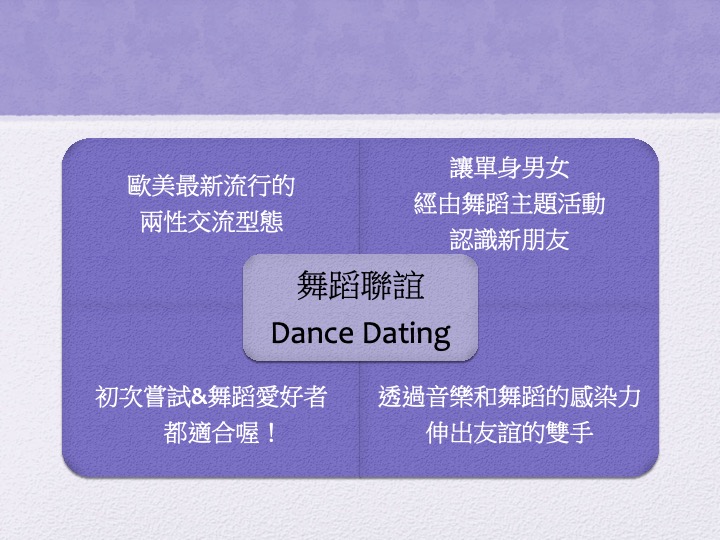 歐美最新流行的
兩性交流型態
讓單身男女
經由舞蹈主題活動
認識新朋友
舞蹈聯誼
Dance Dating
初次嘗試&舞蹈愛好者
都適合喔！
透過音樂和舞蹈的感染力
伸出友誼的雙手